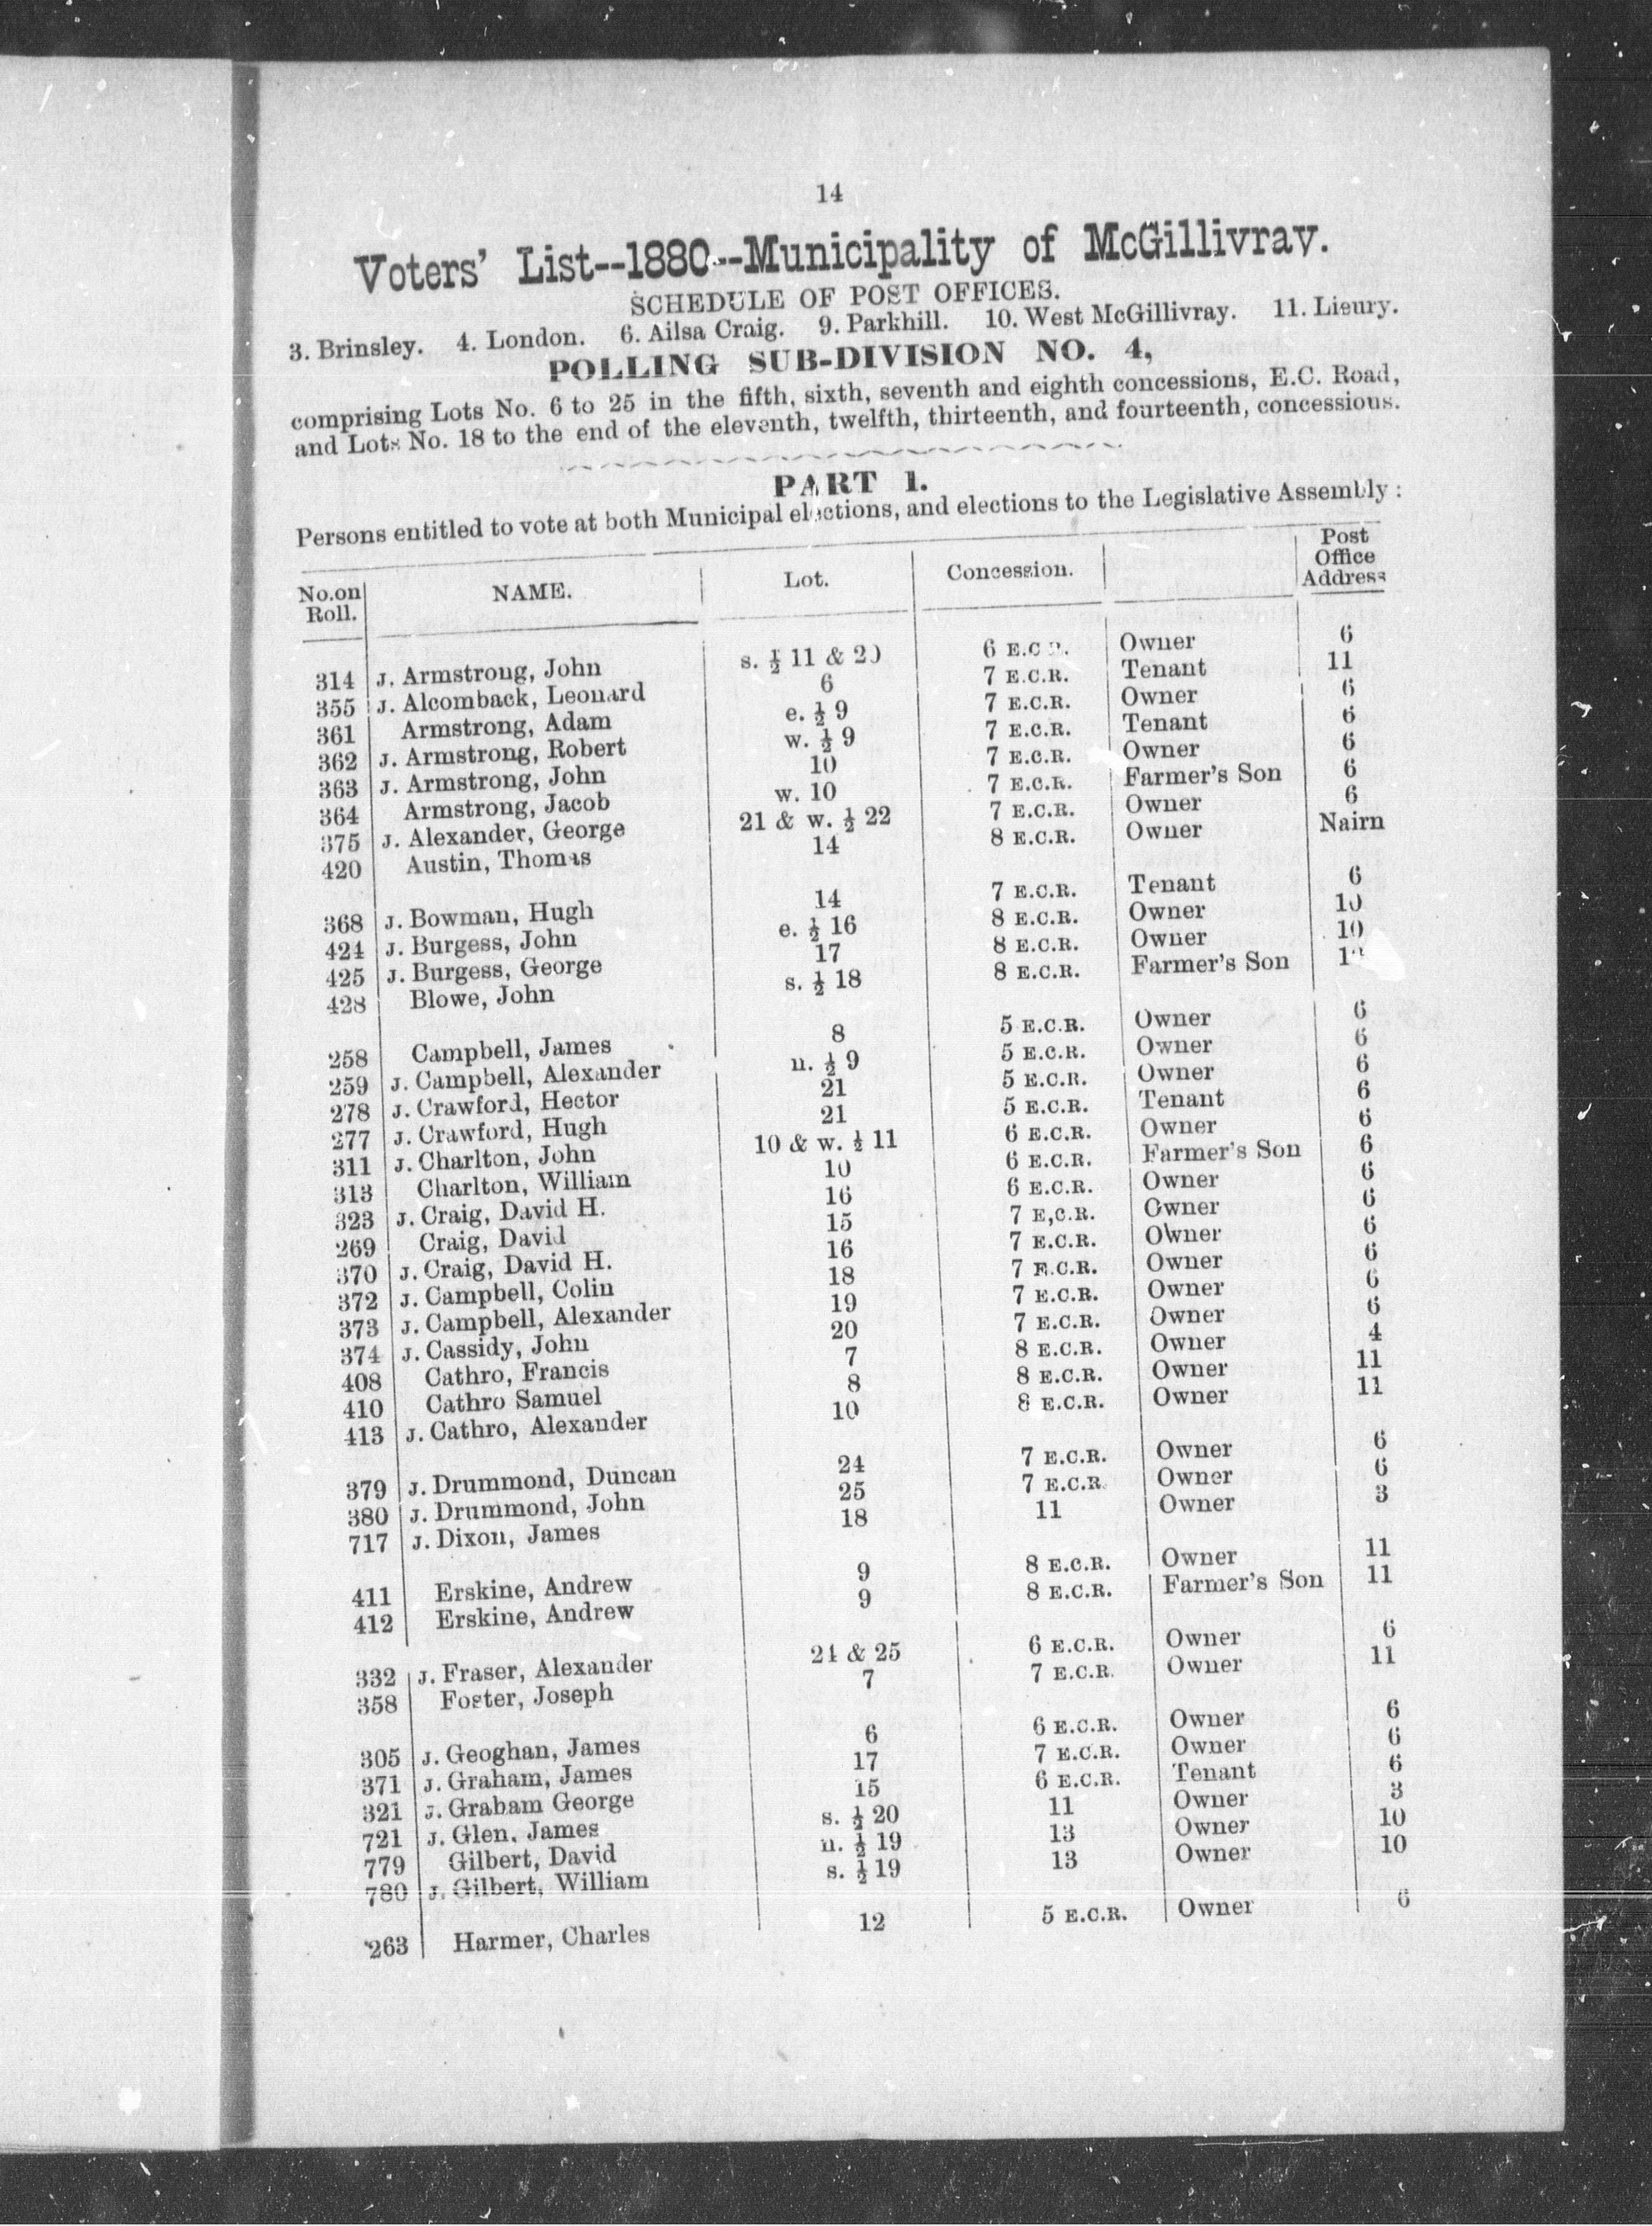 14
Voters' List--1880--Municipality of McGillivray.
SCHEDULE OF POST OFFICES.
3. Brinsley. 4. London. 6. Ailsa Craig. 9. Parkhill. 10. West McGillivray. 11. Lieury.
POLLING SUB-DIVISION NO. 4,
comprising Lots No. 6 to 25 in the fifth, sixth, seventh and eighth concessions, E.C. Road,
and Lots No. 18 to the end of the eleventh, twelfth, thirteenth, and fourteenth, concessions.
PART 1.
Persons entitled to vote at both Municipal elections, and elections to the Legislative Assembly :
No.on Roll. NAME. Lot. Concession. Post Office Address
314 J. Armstrong, John s. ½ 11 & 20 6 E.C.R. Owner 6
355 J. Alcomback, Leonard 6 7 E.C.R. Tenant 11
361 Armstrong, Adam e. ½ 9 7 E.C.R. Owner 6
362 J. Armstrong, Robert w. ½ 9 7 E.C.R. Tenant 6
363 J. Armstrong, John 10 7 E.C.R. Owner 6
364 Armstrong, Jacob w. 10 7 E.C.R. Farmer's Son 6
375 J. Alexander, George 21 & w. ½ 22 7 E.C.R. Owner 6
420 Austin, Thomas 14 8 E.C.R. Owner Nairn
368 J. Bowman, Hugh 14 7 E.C.R. Tenant 6
424 J. Burgess, John e. ½ 16 8 E.C.R. Owner 10
425 J. Burgess, George 17 8 E.C.R. Owner 10
428 Blowe, John s. ½ 18 8 E.C.R. Farmer's Son
258 Campbell, James 8 5 E.C.R. Owner 6
259 J. Campbell, Alexander n. ½ 9 5 E.C.R. Owner 6
278 J. Crawford, Hector 21 5 E.C.R. Owner 6
277 J. Crawford, Hugh 21 5 E.C.R. Tenant 6
311 J. Charlton, John 10 & w. ½ 11 6 E.C.R. Owner 6
313 Charlton, William 10 6 E.C.R. Farmer's Son 6
323 J. Craig, David H. 16 6 E.C.R. Owner 6
269 Craig, David 15 7 E,C.R. Owner 6
370 J. Craig, David H. 16 7 E.C.R. Owner 6
372 J. Campbell, Colin 18 7 E.C.R. Owner 6
373 J. Campbell, Alexander 19 7 E.C.R. Owner 6
374 J. Cassidy, John 20 7 E.C.R. Owner 6
408 Cathro, Francis 7 8 E.C.R. Owner 4
410 Cathro Samuel 8 8 E.C.R. Owner 11
413 J. Cathro, Alexander 10 8 E.C.R. Owner 11
379 J. Drummond, Duncan 24 7 E.C.R. Owner 6
380 J. Drummond, John 25 7 E.C.R. Owner 6
717 J. Dixon, James 18 11 Owner 3
411 Erskine, Andrew 9 8 E.C.R. Owner 11
412 Erskine, Andrew 9 8 E.C.R. Farmer's Son 11
332 J. Fraser, Alexander 24 & 25 6 E.C.R. Owner 6
358 Foster, Joseph 7 7 E.C.R. Owner 11
305 J. Geoghan, James 6 6 E.C.R. Owner 6
371 J. Graham, James 17 7 E.C.R. Owner 6
321 J. Graham George 15 6 E.C.R. Tenant 6
721 J. Glen, James s. ½ 20 11 Owner 3
779 Gilbert, David n. ½ 19 13 Owner 10
780 J. Gilbert, William s. ½ 19 13 Owner 10
263 Harmer, Charles 12 5 E.C.R. Owner 6